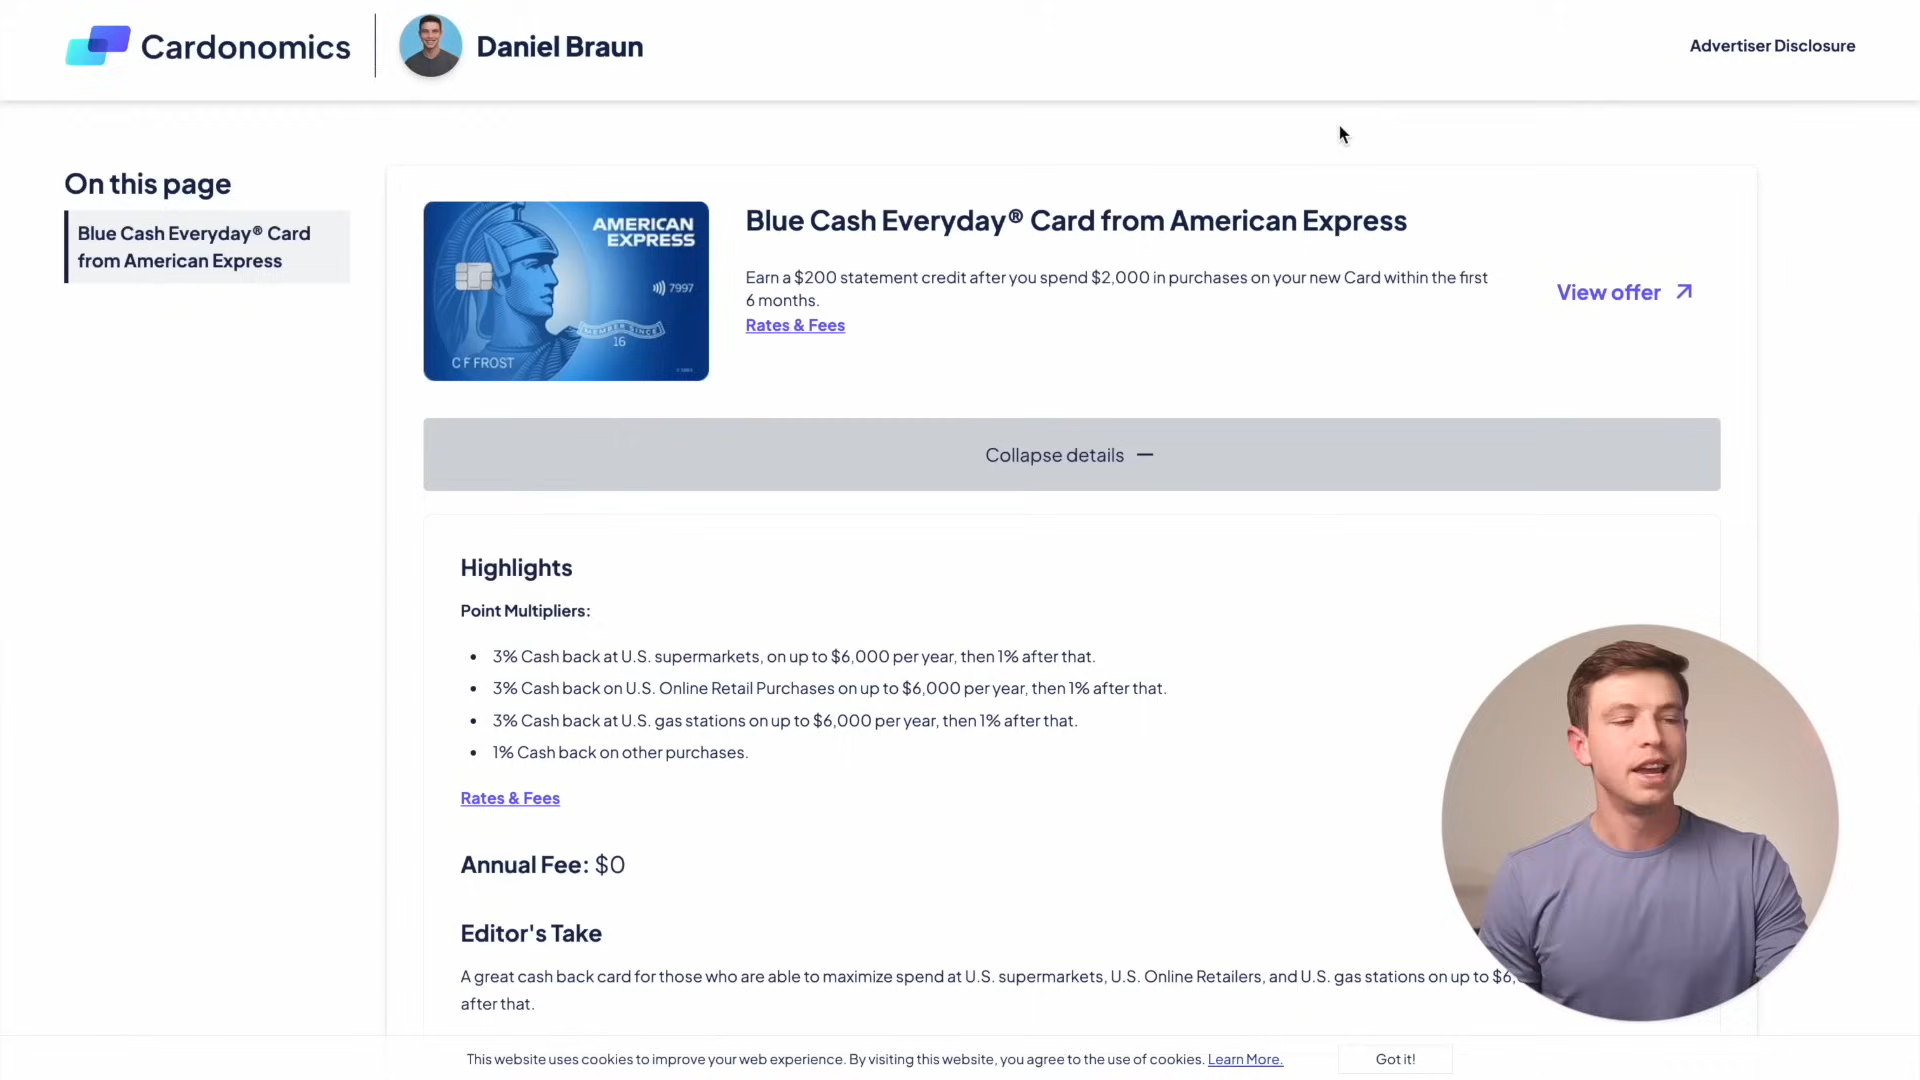 Cardonomics
Daniel Braun
Advertiser Disclosure
On this page
Blue Cash Everyday® Card
from American Express
AMERICAN
EXPRESS
7997
MEMBER SINCE
16
C F FROST
Blue Cash Everyday® Card from American Express
Earn a $200 statement credit after you spend $2,000 in purchases on your new Card within the first
6 months.
Rates & Fees
View offer
Collapse details
Highlights
Point Multipliers:
• 3% Cash back at U.S. supermarkets, on up to $6,000 per year, then 1% after that.
• 3% Cash back on U.S. Online Retail Purchases on up to $6,000 per year, then 1% after that.
• 3% Cash back at U.S. gas stations on up to $6,000 per year, then 1% after that.
• 1% Cash back on other purchases.
Rates & Fees
Annual Fee: $0
Editor's Take
A great cash back card for those who are able to maximize spend at U.S. supermarkets, U.S. Online Retailers, and U.S. gas stations on up to $6,
after that.
This website uses cookies to improve your web experience. By visiting this website, you agree to the use of cookies. Learn More.
Got it!